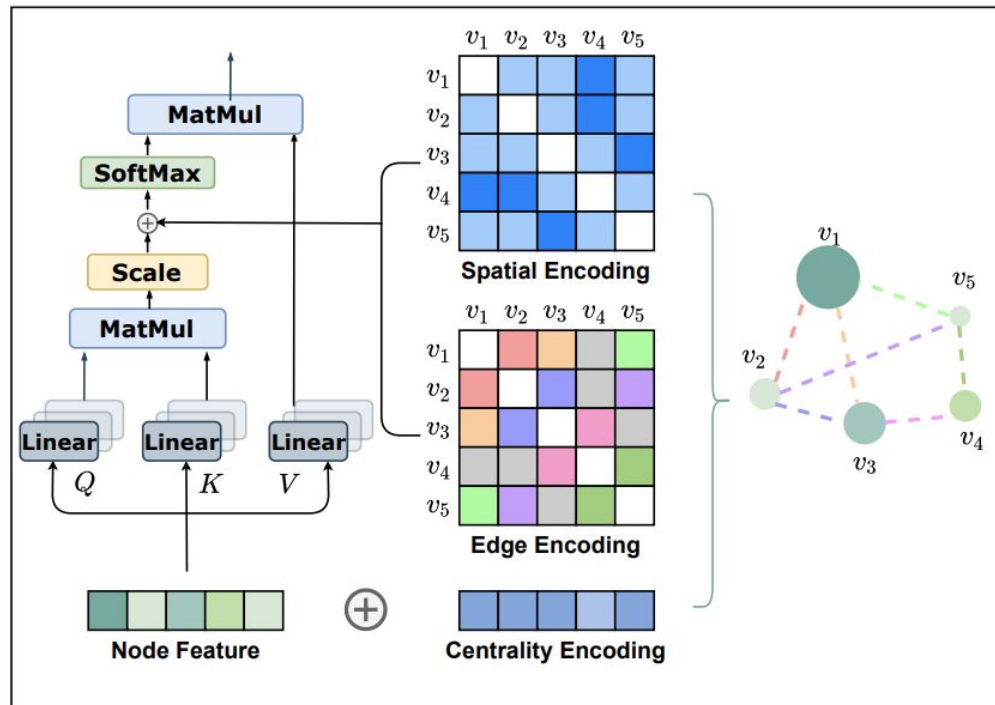 MatMul
SoftMax
Scale
MatMul
Linear Linear Linear
Q K V
Node Feature
v₁ v₂ v₃ v₄ v₅
v₁
v₂
v₃
v₄
v₅
Spatial Encoding
v₁ v₂ v₃ v₄ v₅
v₁
v₂
v₃
v₄
v₅
Edge Encoding
Centrality Encoding
v₁
v₅
v₂
v₄
v₃